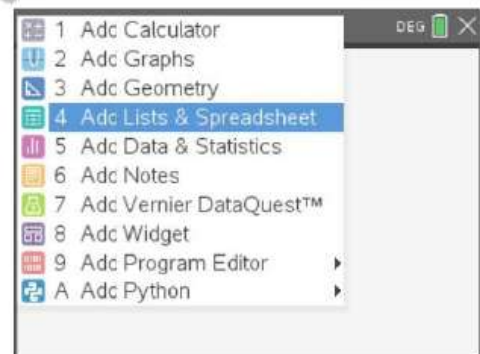 DEG
1 Add Calculator
2 Add Graphs
3 Add Geometry
4 Add Lists & Spreadsheet
5 Add Data & Statistics
6 Add Notes
7 Add Vernier DataQuest™
8 Add Widget
9 Add Program Editor
A Add Python